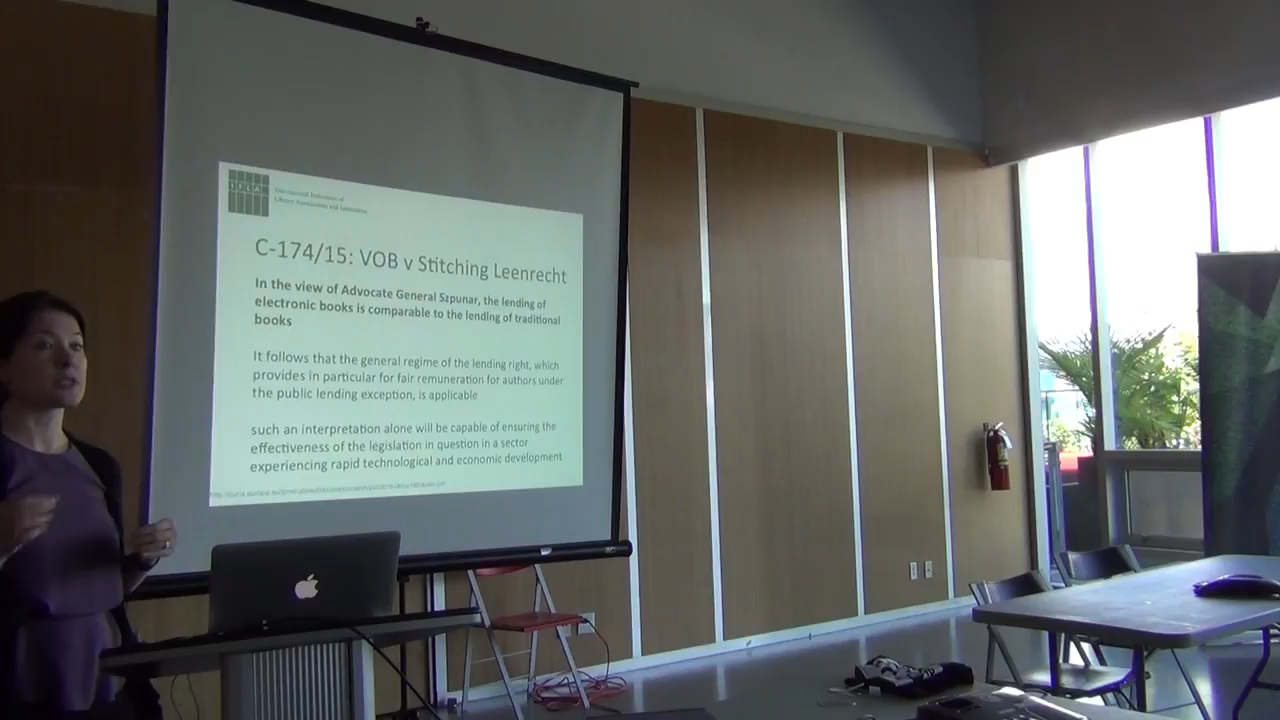 IFLA
International Federation of
Library Associations and Institutions
C-174/15: VOB v Stitching Leenrecht
In the view of Advocate General Szpunar, the lending of
electronic books is comparable to the lending of traditional
books
It follows that the general regime of the lending right, which
provides in particular for fair remuneration for authors under
the public lending exception, is applicable
such an interpretation alone will be capable of ensuring the
effectiveness of the legislation in question in a sector
experiencing rapid technological and economic development